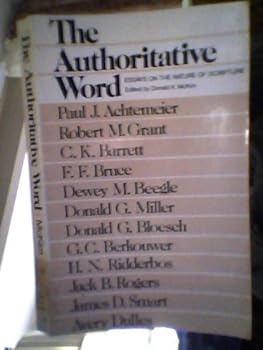 The
Authoritative
Word
ESSAYS ON THE NATURE OF SCRIPTURE
Edited by Donald K. McKim
Paul J. Achtemeier
Robert M. Grant
C. K. Barrett
F. F. Bruce
Dewey M. Beegle
Donald G. Miller
Donald G. Bloesch
G. C. Berkouwer
H. N. Ridderbos
Jack B. Rogers
James D. Smart
Avery Dulles
The Authoritative Word / McKim